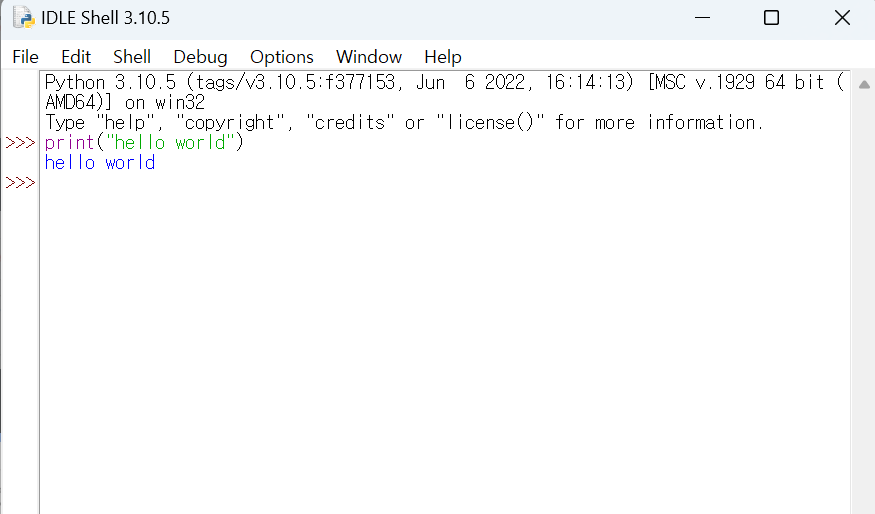 IDLE Shell 3.10.5
File Edit Shell Debug Options Window Help
Python 3.10.5 (tags/v3.10.5:f377153, Jun  6 2022, 16:14:13) [MSC v.1929 64 bit (
AMD64)] on win32
Type "help", "copyright", "credits" or "license()" for more information.
>>> print("hello world")
hello world
>>>